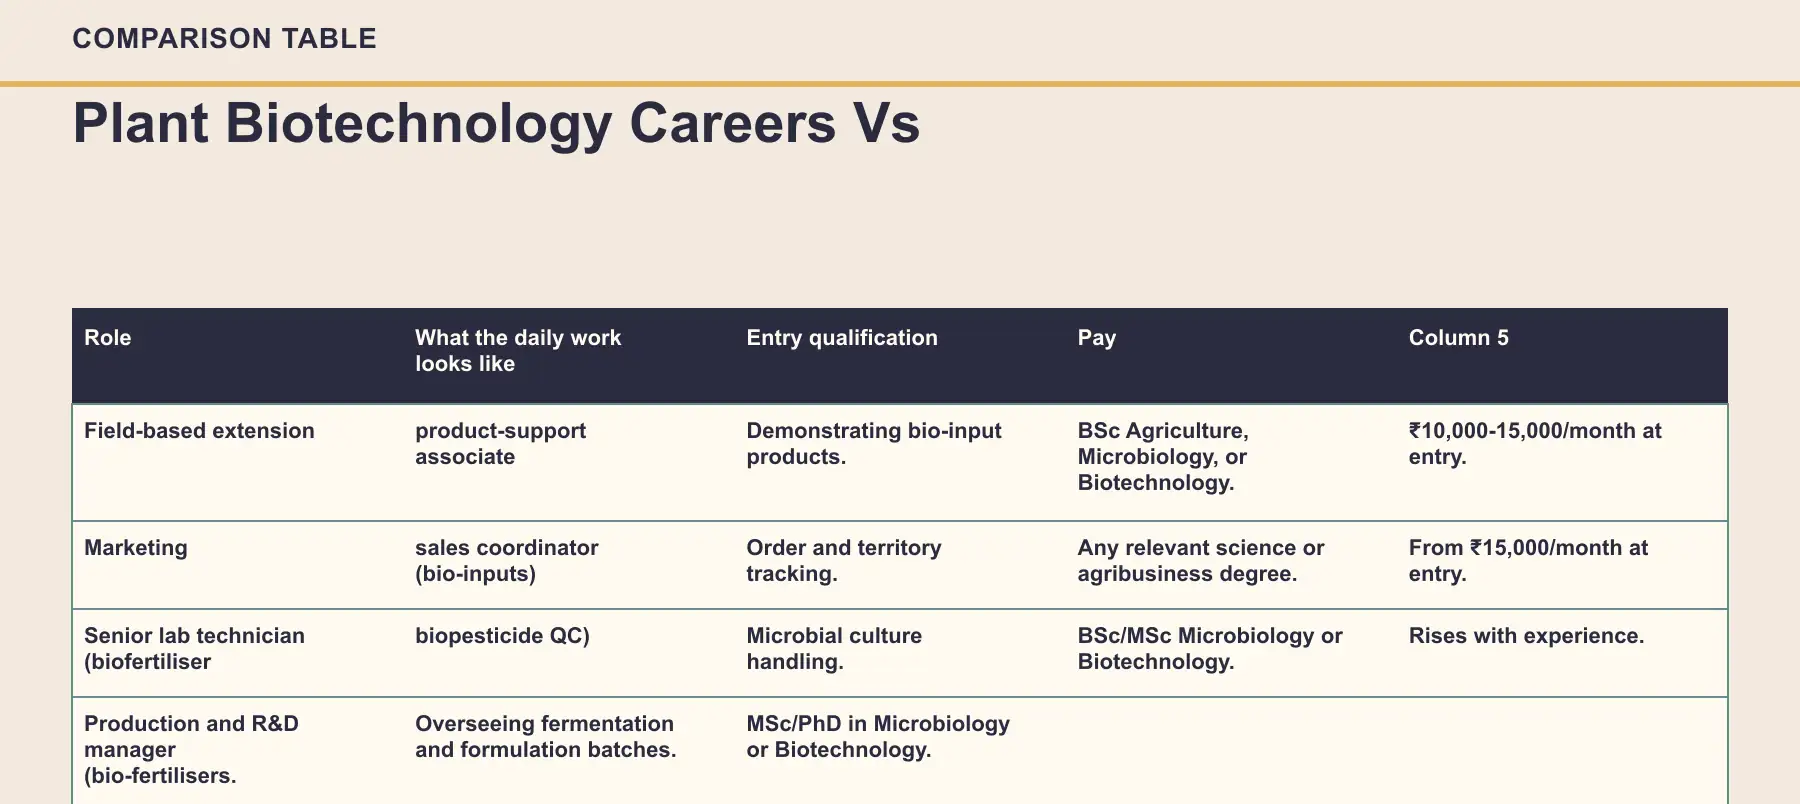 COMPARISON TABLE
Plant Biotechnology Careers Vs
Role
What the daily work
looks like
Entry qualification
Pay
Column 5
Field-based extension
product-support
associate
Demonstrating bio-input
products.
BSc Agriculture,
Microbiology, or
Biotechnology.
₹10,000-15,000/month at
entry.
Marketing
sales coordinator
(bio-inputs)
Order and territory
tracking.
Any relevant science or
agribusiness degree.
From ₹15,000/month at
entry.
Senior lab technician
(biofertiliser
biopesticide QC)
Microbial culture
handling.
BSc/MSc Microbiology or
Biotechnology.
Rises with experience.
Production and R&D
manager
(bio-fertilisers.
Overseeing fermentation
and formulation batches.
MSc/PhD in Microbiology
or Biotechnology.